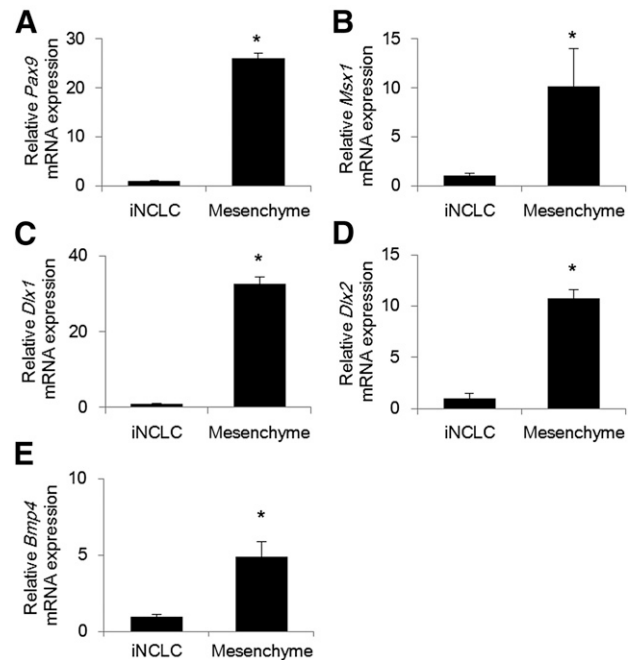 A
Relative Pax9
mRNA expression
30
20
10
0
*
iNCLC
Mesenchyme
B
Relative Msx1
mRNA expression
15
10
5
0
*
iNCLC
Mesenchyme
C
Relative Dlx1
mRNA expression
40
20
0
*
iNCLC
Mesenchyme
D
Relative Dlx2
mRNA expression
15
10
5
0
*
iNCLC
Mesenchyme
E
Relative Bmp4
mRNA expression
10
5
0
*
iNCLC
Mesenchyme